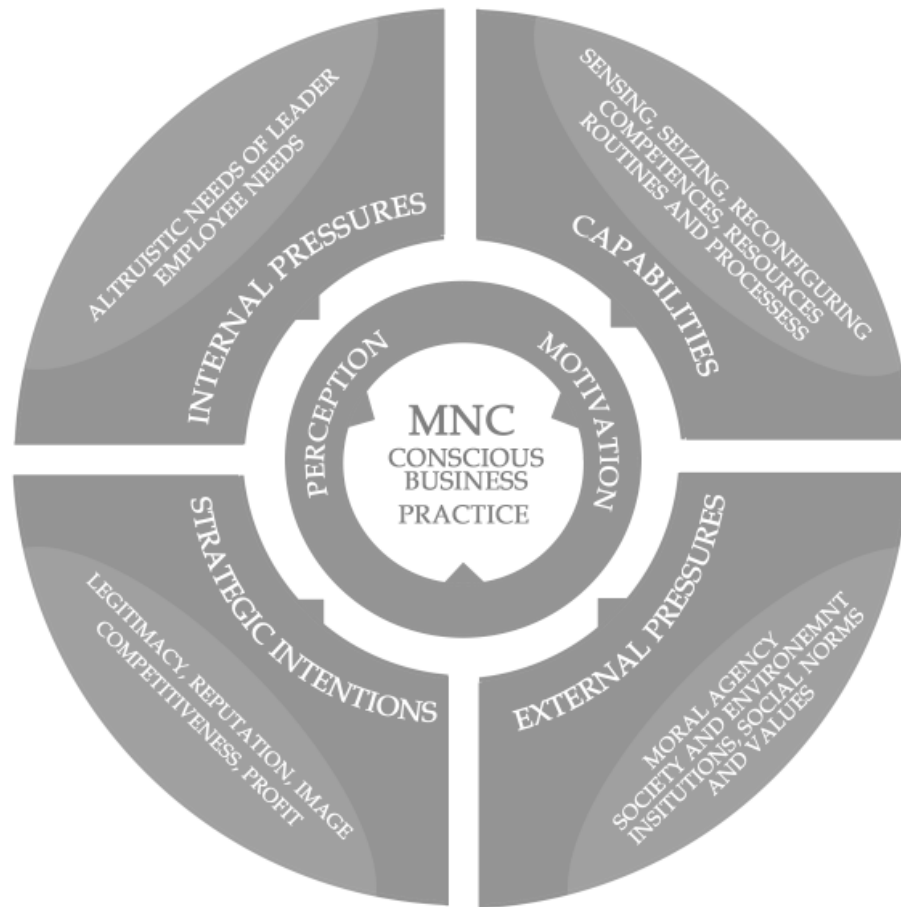 ALTRUISTIC NEEDS OF LEADER
EMPLOYEE NEEDS
INTERNAL PRESSURES
SENSING, SEIZING, RECONFIGURING
COMPETENCES, RESOURCES
ROUTINES AND PROCESSESS
CAPABILITIES
PERCEPTION
MOTIVATION
MNC
CONSCIOUS
BUSINESS
PRACTICE
STRATEGIC INTENTIONS
LEGITIMACY, REPUTATION, IMAGE
COMPETITIVENESS, PROFIT
EXTERNAL PRESSURES
MORAL AGENCY
SOCIETY AND ENVIRONEMNT
INSITUTIONS, SOCIAL NORMS
AND VALUES